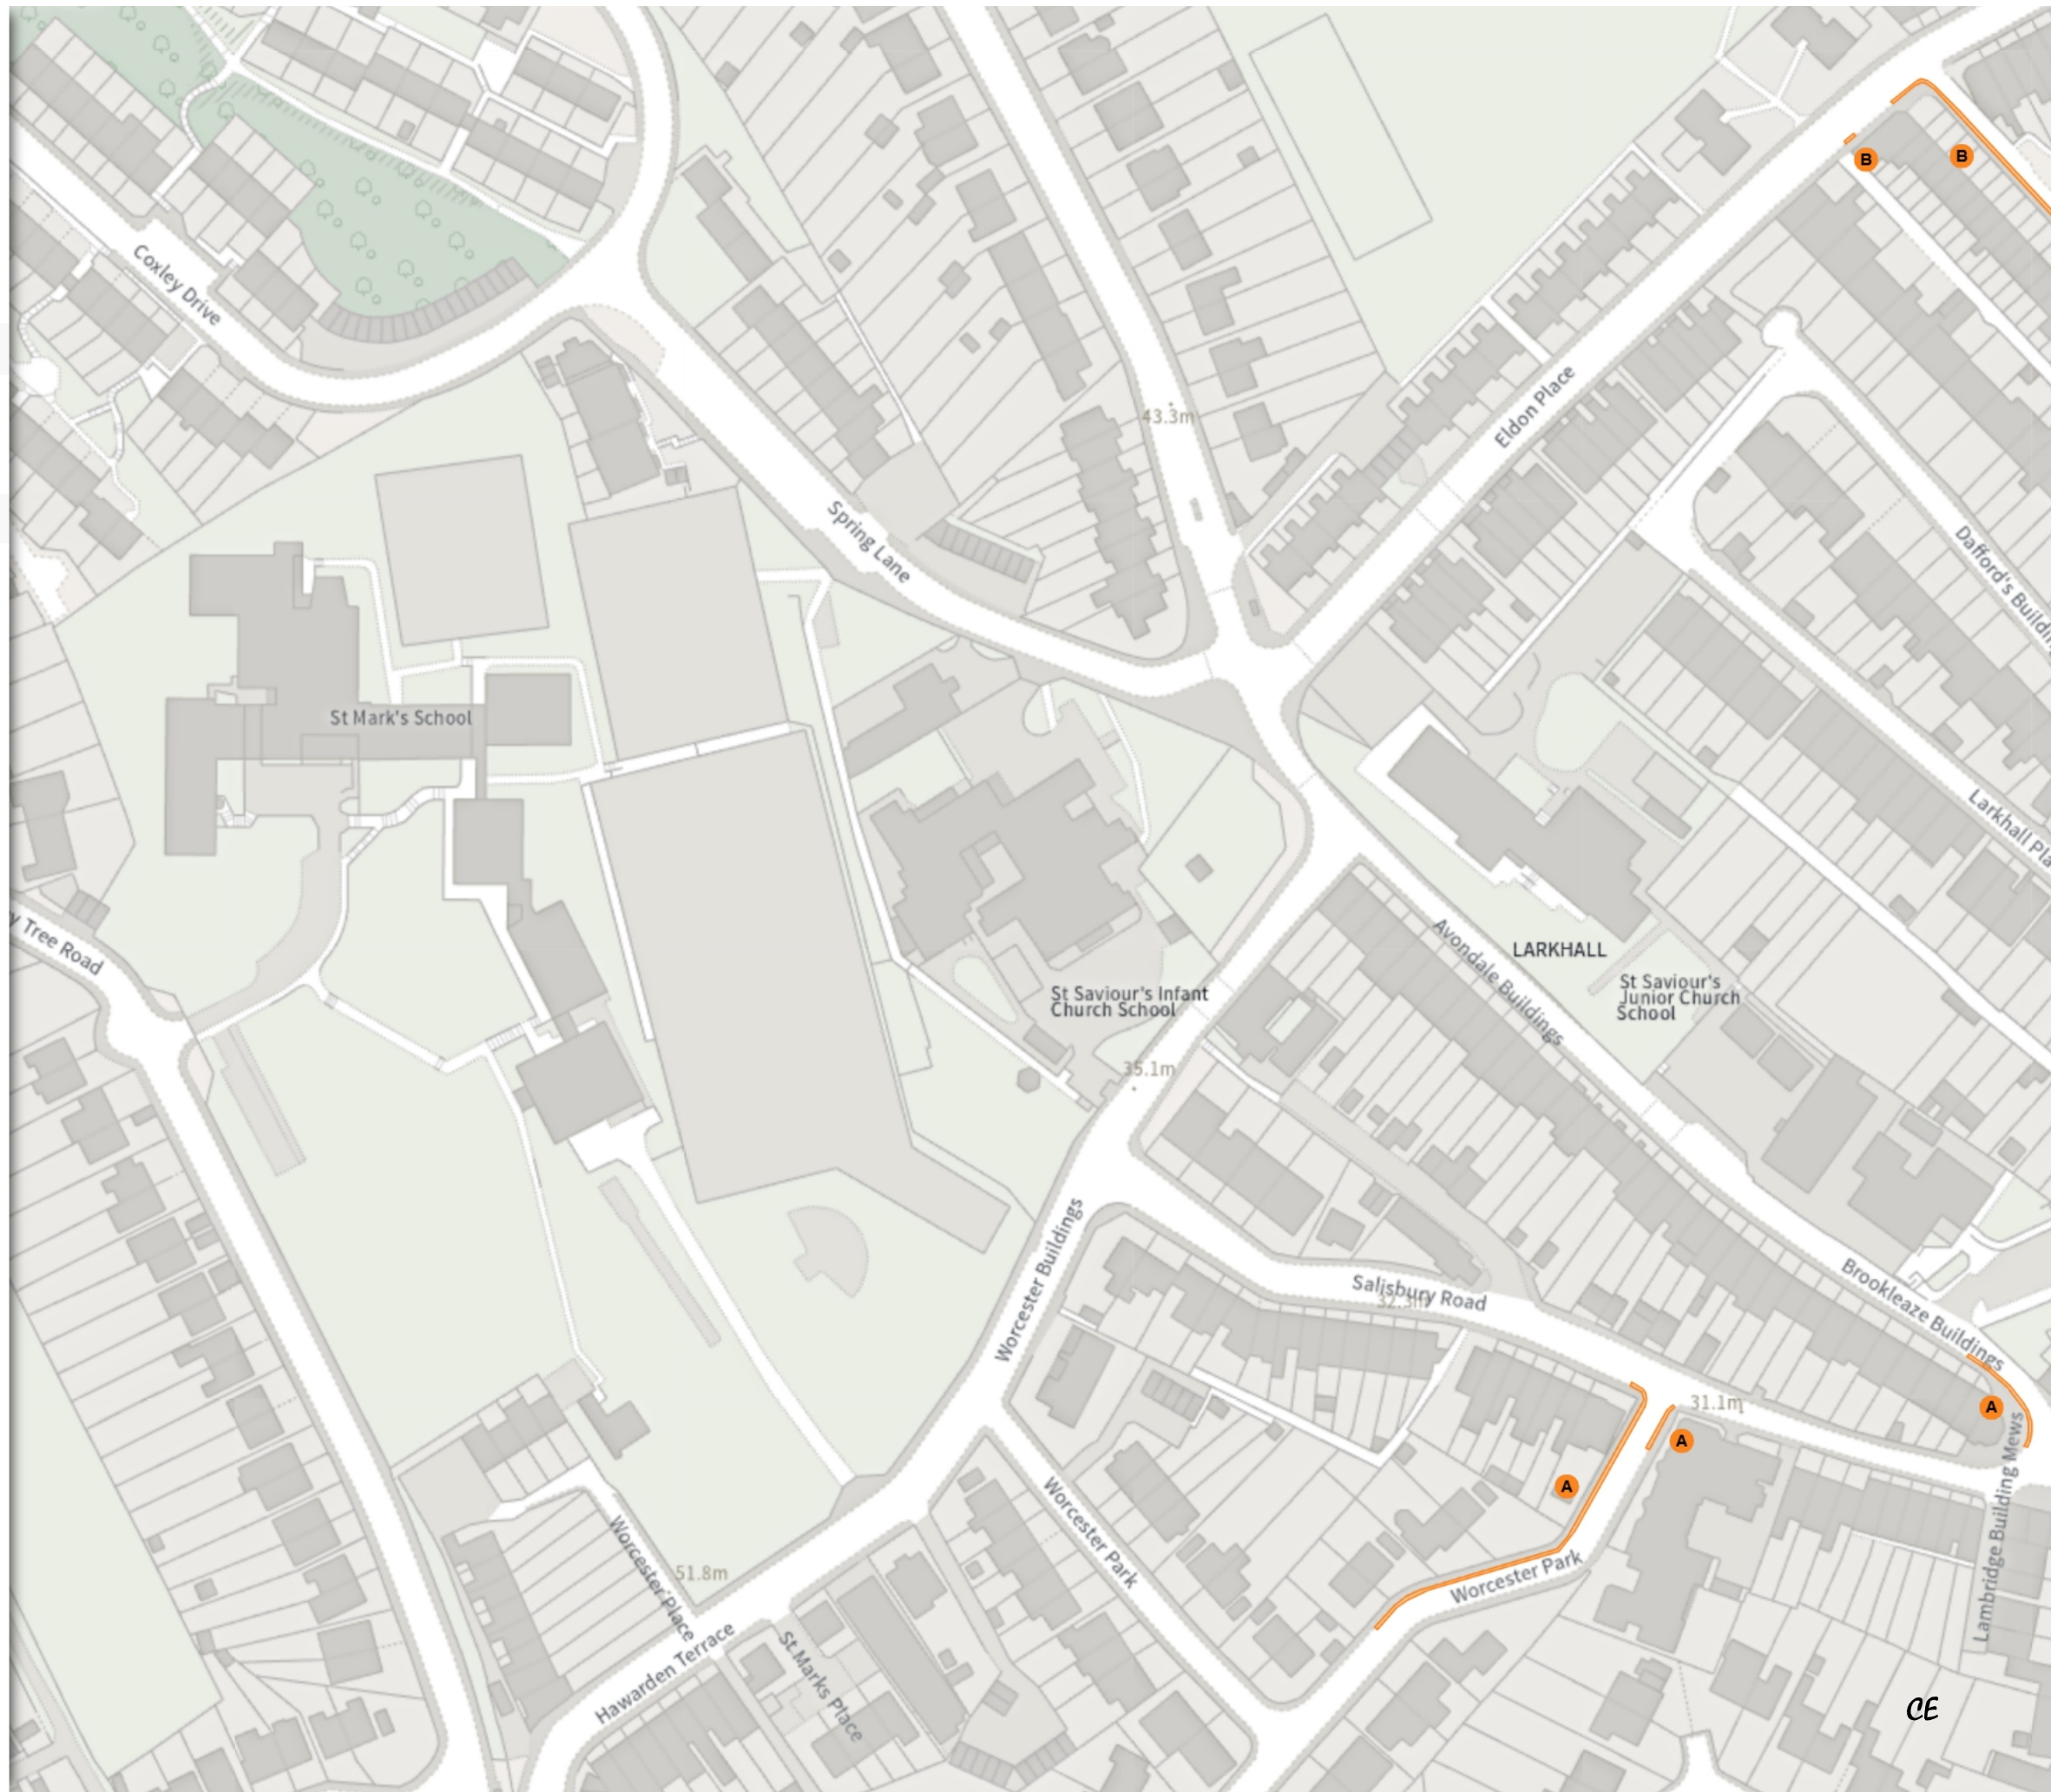 B
B
Coxley Drive
43.3m
Eldon Place
Spring Lane
Dafford's Buildin
St Mark's School
Larkhall Pla
y Tree Road
Avondale Buildings
LARKHALL
St Saviour's
Junior Church
School
St Saviour's Infant
Church School
35.1m
Worcester Buildings
Salisbury Road
Brookleaze Buildings
31.1m
A
A
A
Lambridge Building Mews
Worcester Park
Worcester Park
Worcester Place
51.8m
Hawarden Terrace
St Marks Place
CE